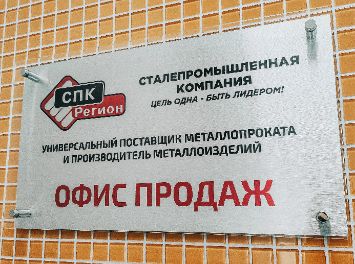 СПК
Регион
СТАЛЕПРОМЫШЛЕННАЯ
КОМПАНИЯ
ЦЕЛЬ ОДНА - БЫТЬ ЛИДЕРОМ!
УНИВЕРСАЛЬНЫЙ ПОСТАВЩИК МЕТАЛЛОПРОКАТА
И ПРОИЗВОДИТЕЛЬ МЕТАЛЛОИЗДЕЛИЙ
ОФИС ПРОДАЖ